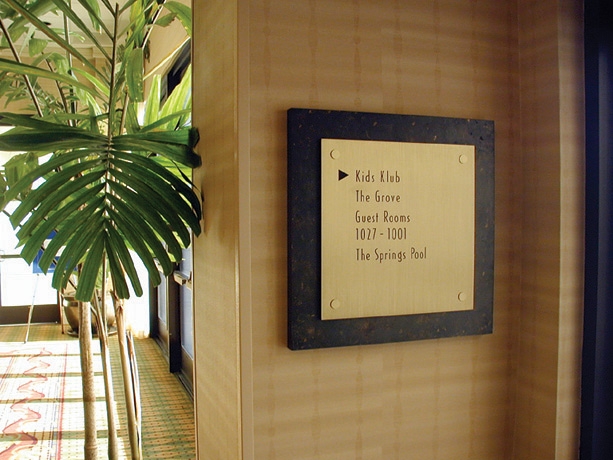 Kids Klub
The Grove
Guest Rooms
1027 - 1001
The Springs Pool